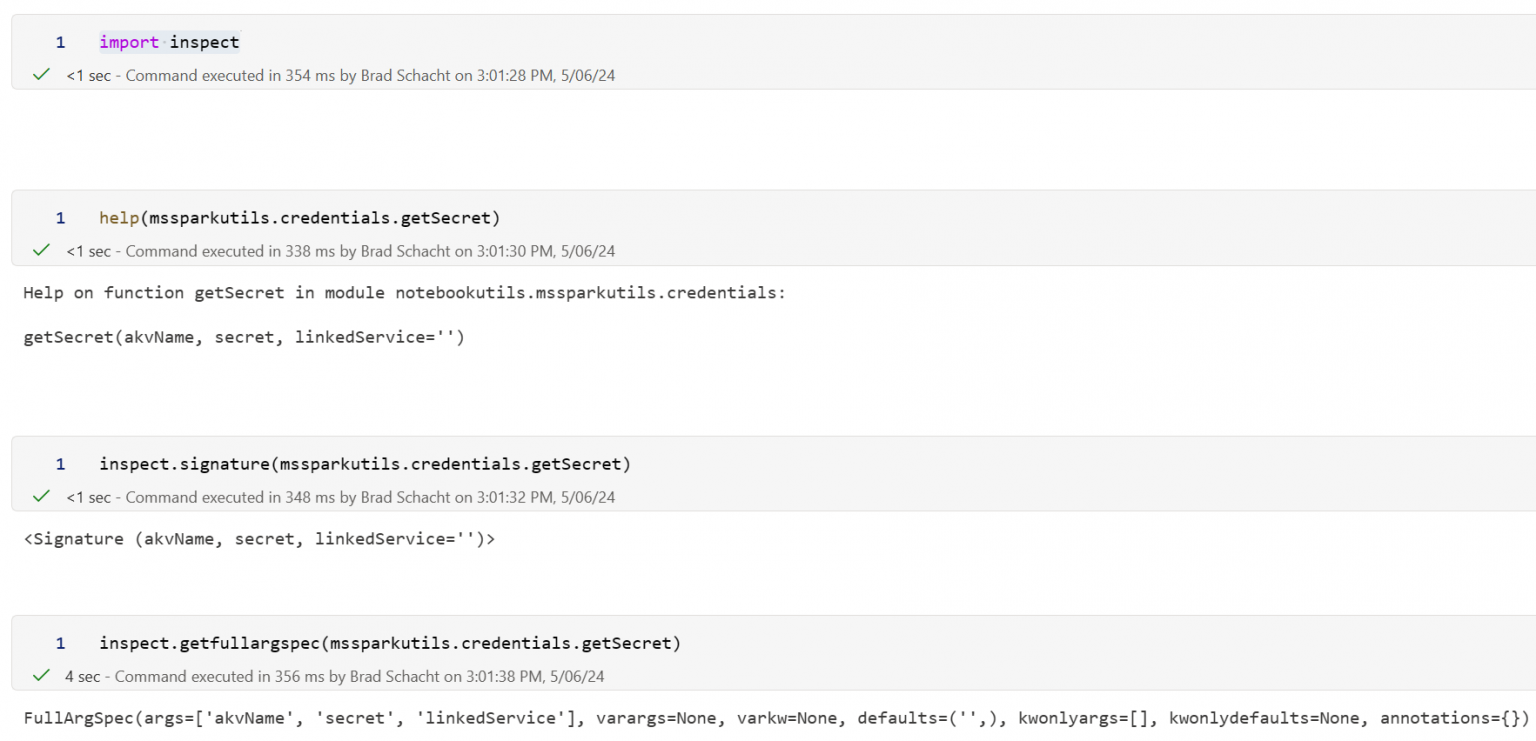 1 import inspect
<1 sec - Command executed in 354 ms by Brad Schacht on 3:01:28 PM, 5/06/24
1 help(mssparkutils.credentials.getSecret)
<1 sec - Command executed in 338 ms by Brad Schacht on 3:01:30 PM, 5/06/24
Help on function getSecret in module notebookutils.mssparkutils.credentials:
getSecret(akvName, secret, linkedService='')
1 inspect.signature(mssparkutils.credentials.getSecret)
<1 sec - Command executed in 348 ms by Brad Schacht on 3:01:32 PM, 5/06/24
<Signature (akvName, secret, linkedService='')>
1 inspect.getfullargspec(mssparkutils.credentials.getSecret)
4 sec - Command executed in 356 ms by Brad Schacht on 3:01:38 PM, 5/06/24
FullArgSpec(args=['akvName', 'secret', 'linkedService'], varargs=None, varkw=None, defaults=('',), kwonlyargs=[], kwonlydefaults=None, annotations={})